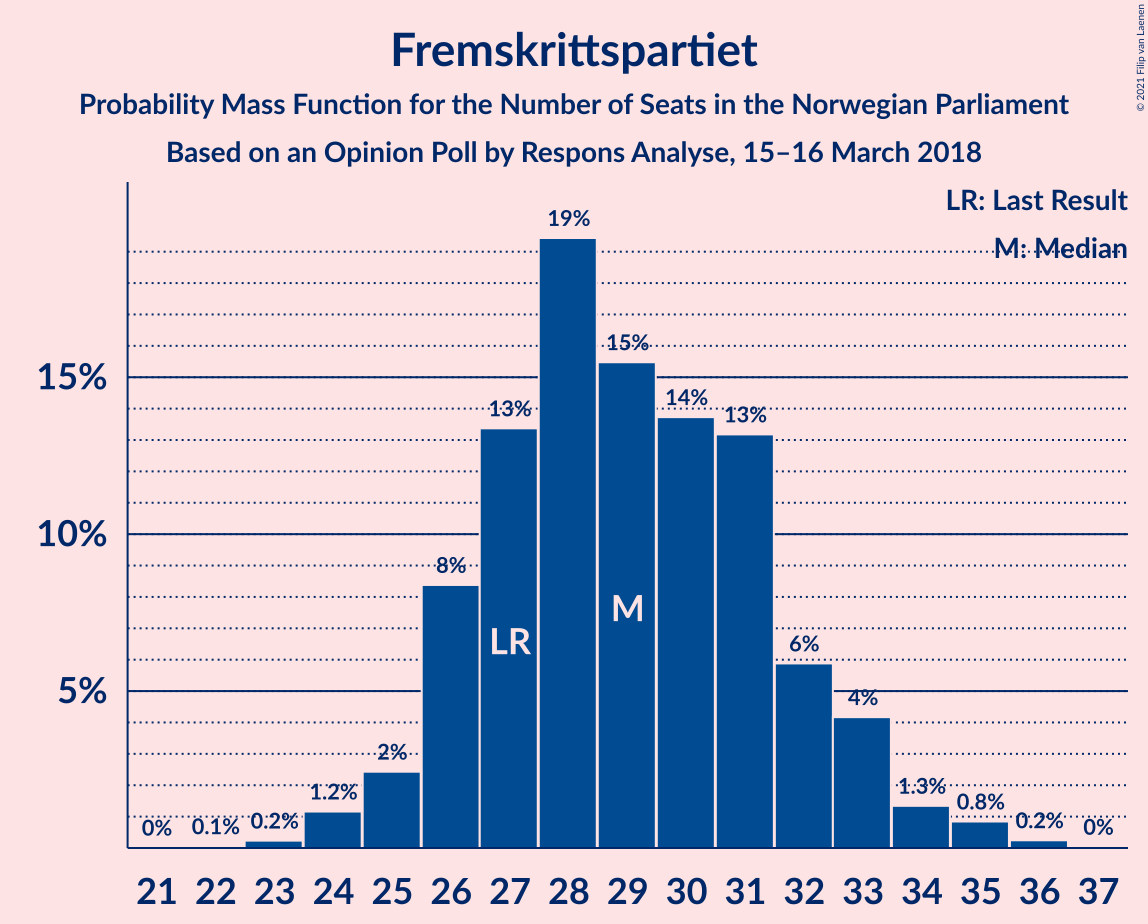 Fremskrittspartiet
Probability Mass Function for the Number of Seats in the Norwegian Parliament
Based on an Opinion Poll by Respons Analyse, 15–16 March 2018
© 2021 Filip van Laenen
LR: Last Result
M: Median
19%
15%
15%
14%
13%
13%
10%
8%
LR
M
6%
5%
4%
2%
1.2%
1.3%
0.8%
0%
0.1%
0.2%
0.2%
0%
21 22 23 24 25 26 27 28 29 30 31 32 33 34 35 36 37